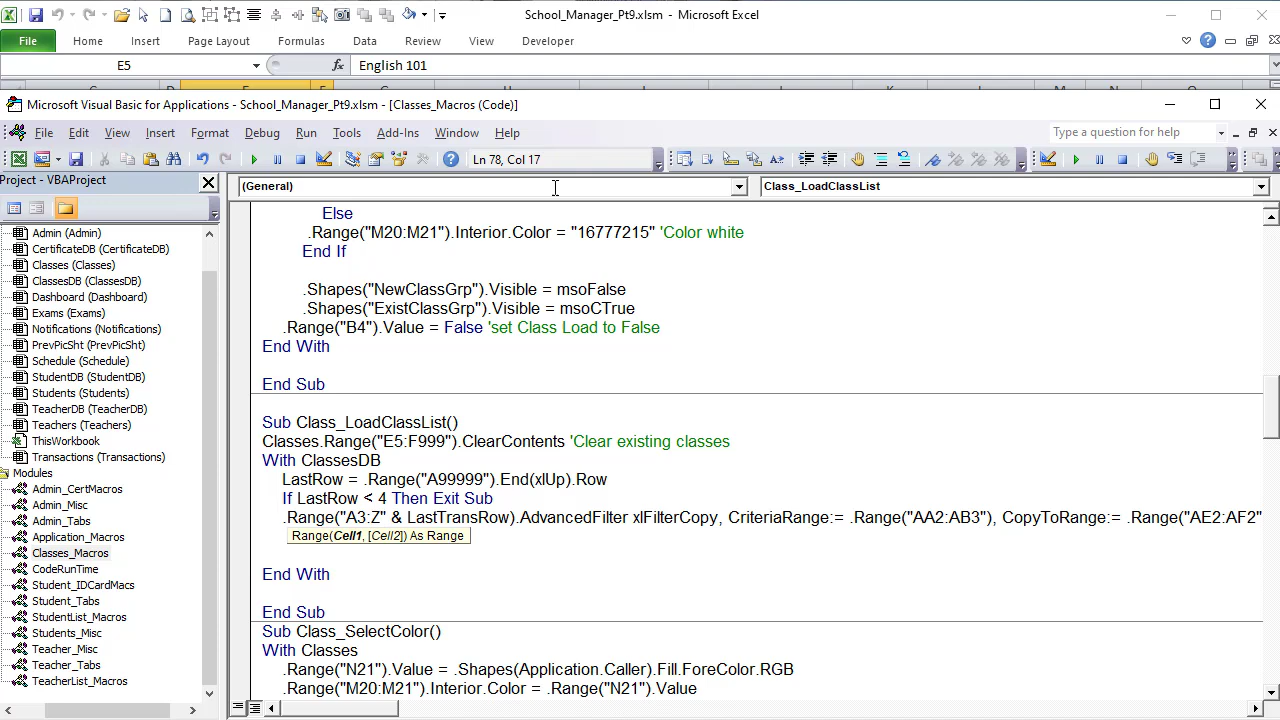 School_Manager_Pt9.xlsm - Microsoft Excel
File Home Insert Page Layout Formulas Data Review View Developer
E5 fx English 101
Microsoft Visual Basic for Applications - School_Manager_Pt9.xlsm - [Classes_Macros (Code)]
File Edit View Insert Format Debug Run Tools Add-Ins Window Help Type a question for help
Ln 78, Col 17
Project - VBAProject
(General) Class_LoadClassList
Admin (Admin)
CertificateDB (CertificateDB)
Classes (Classes)
ClassesDB (ClassesDB)
Dashboard (Dashboard)
Exams (Exams)
Notifications (Notifications)
PrevPicSht (PrevPicSht)
Schedule (Schedule)
StudentDB (StudentDB)
Students (Students)
TeacherDB (TeacherDB)
Teachers (Teachers)
ThisWorkbook
Transactions (Transactions)
Modules
Admin_CertMacros
Admin_Misc
Admin_Tabs
Application_Macros
Classes_Macros
CodeRunTime
Student_IDCardMacs
Student_Tabs
StudentList_Macros
Students_Misc
Teacher_Misc
Teacher_Tabs
TeacherList_Macros
Else
.Range("M20:M21").Interior.Color = "16777215" 'Color white
End If
.Shapes("NewClassGrp").Visible = msoFalse
.Shapes("ExistClassGrp").Visible = msoCTrue
.Range("B4").Value = False 'set Class Load to False
End With
End Sub
Sub Class_LoadClassList()
Classes.Range("E5:F999").ClearContents 'Clear existing classes
With ClassesDB
LastRow = .Range("A99999").End(xlUp).Row
If LastRow < 4 Then Exit Sub
.Range("A3:Z" & LastTransRow).AdvancedFilter xlFilterCopy, CriteriaRange:= .Range("AA2:AB3"), CopyToRange:= .Range("AE2:AF2"
Range(Cell1, [Cell2]) As Range
End With
End Sub
Sub Class_SelectColor()
With Classes
.Range("N21").Value = .Shapes(Application.Caller).Fill.ForeColor.RGB
.Range("M20:M21").Interior.Color = .Range("N21").Value